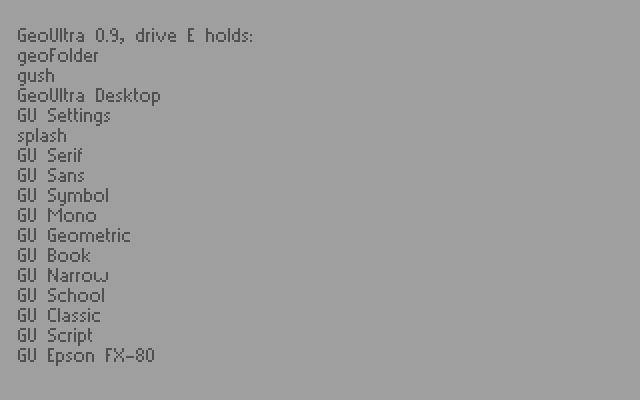 GeoUltra 0.9, drive E holds:
geoFolder
gush
GeoUltra Desktop
GU Settings
splash
GU Serif
GU Sans
GU Symbol
GU Mono
GU Geometric
GU Book
GU Narrow
GU School
GU Classic
GU Script
GU Epson FX-80